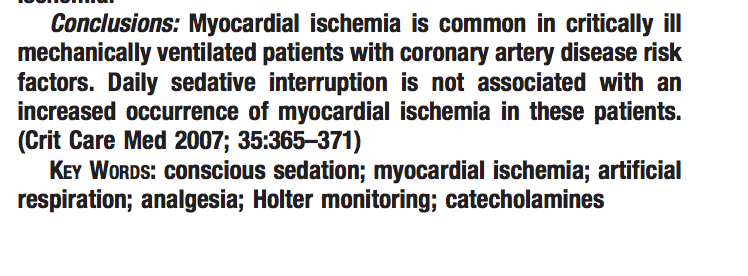 ischemia.
Conclusions: Myocardial ischemia is common in critically ill
mechanically ventilated patients with coronary artery disease risk
factors. Daily sedative interruption is not associated with an
increased occurrence of myocardial ischemia in these patients.
(Crit Care Med 2007; 35:365–371)
KEY WORDS: conscious sedation; myocardial ischemia; artificial
respiration; analgesia; Holter monitoring; catecholamines